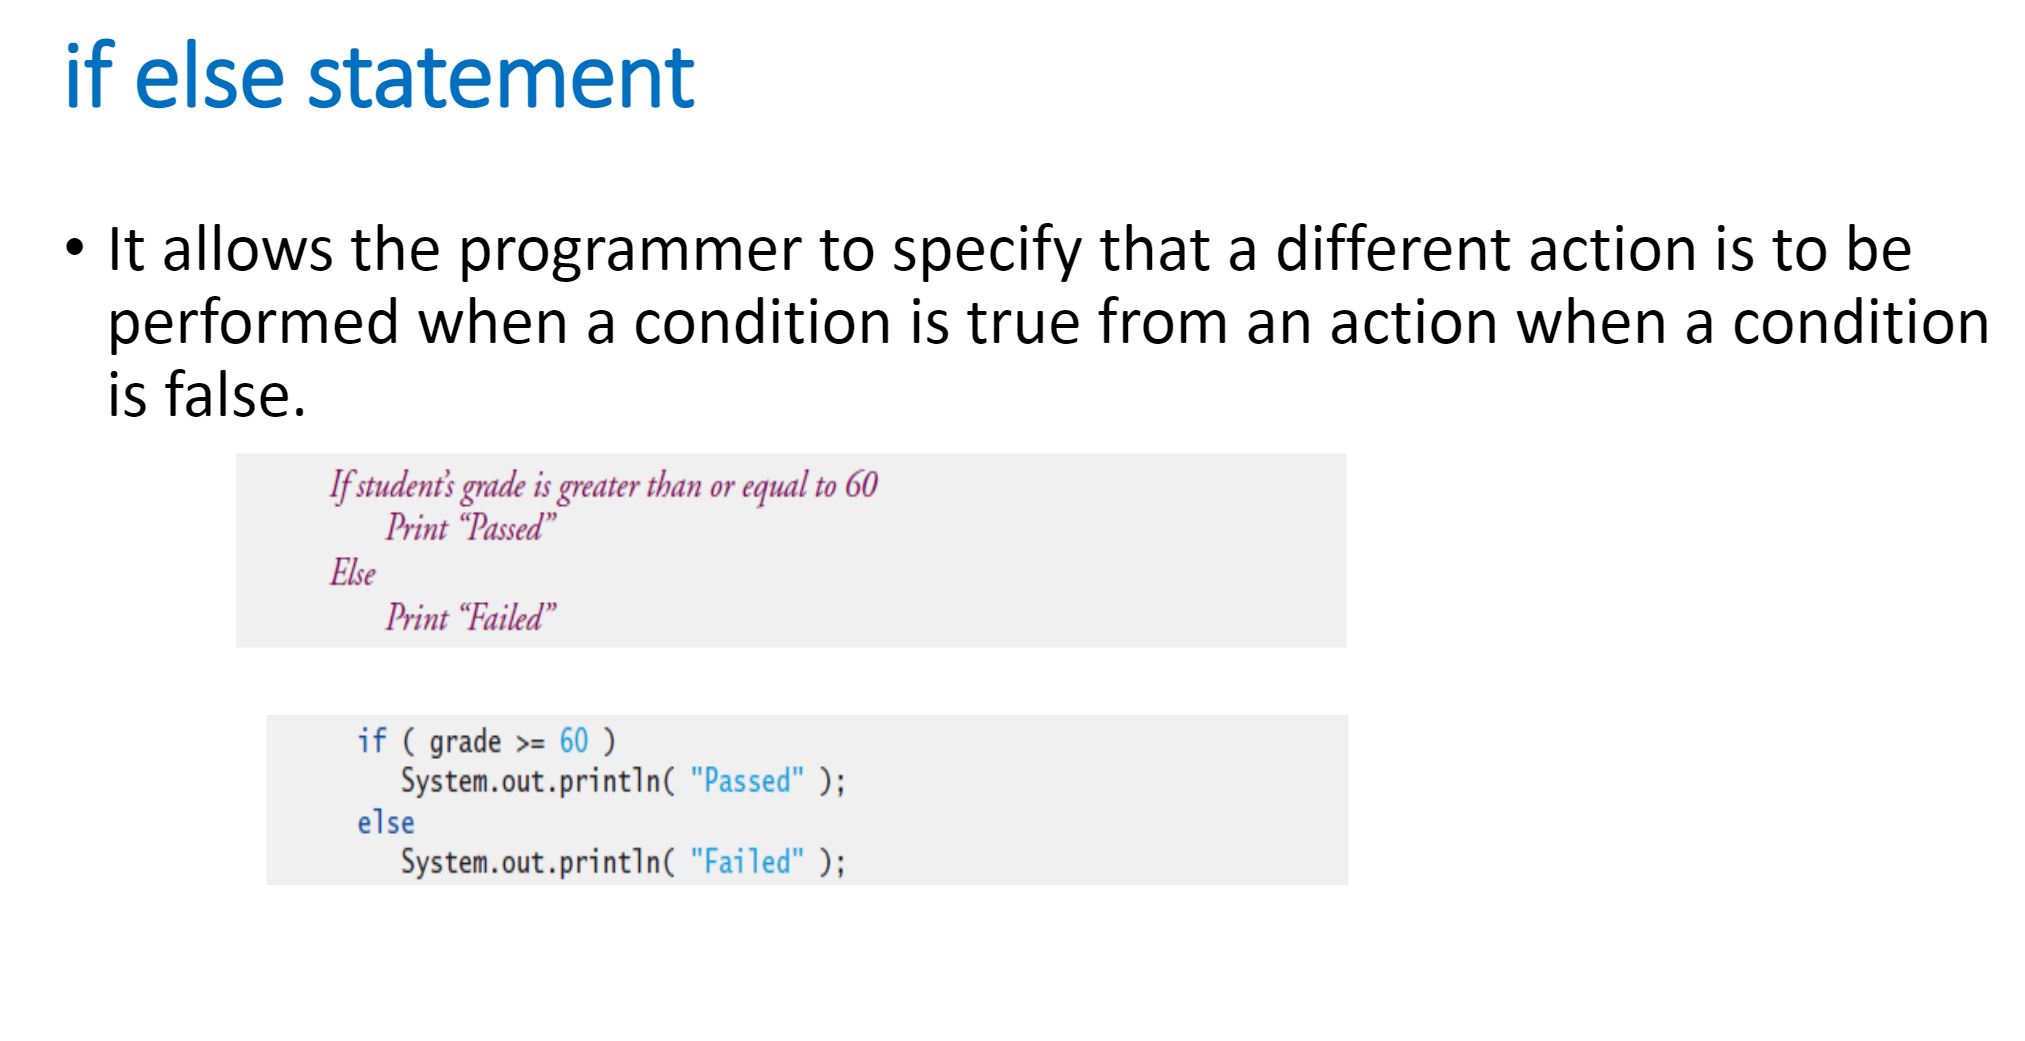 if else statement
• It allows the programmer to specify that a different action is to be
performed when a condition is true from an action when a condition
is false.
If student’s grade is greater than or equal to 60
Print “Passed”
Else
Print “Failed”
if ( grade >= 60 )
System.out.println( "Passed" );
else
System.out.println( "Failed" );